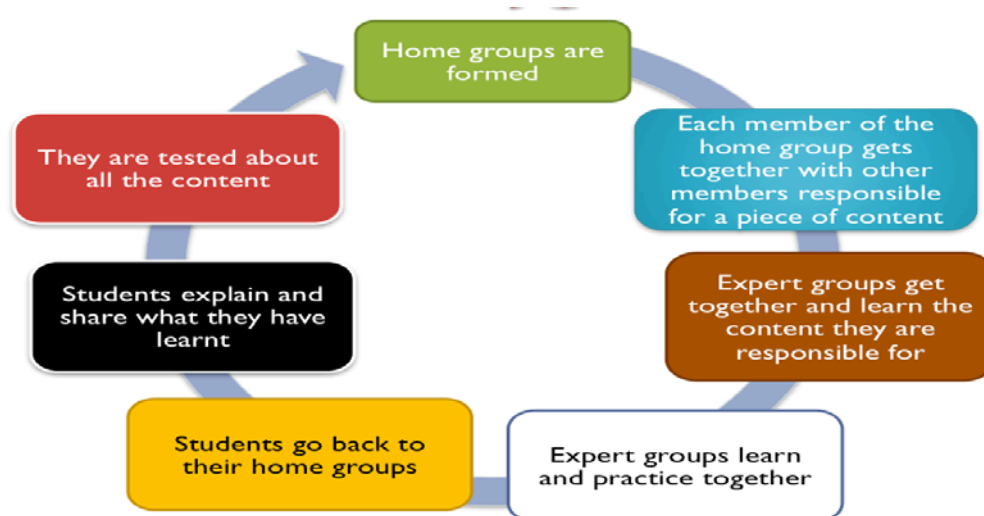 Home groups are
formed
Each member of the
home group gets
together with other
members responsible
for a piece of content
Expert groups get
together and learn the
content they are
responsible for
Expert groups learn
and practice together
Students go back to
their home groups
Students explain and
share what they have
learnt
They are tested about
all the content